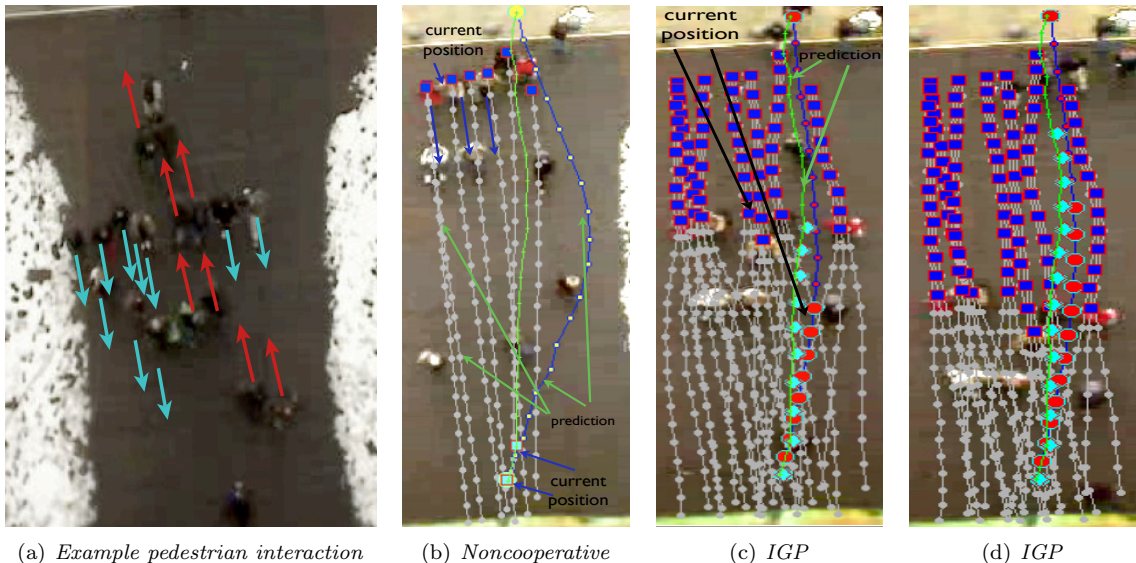 current
position
prediction
current
position
current
position
prediction
(a) Example pedestrian interaction
(b) Noncooperative
(c) IGP
(d) IGP